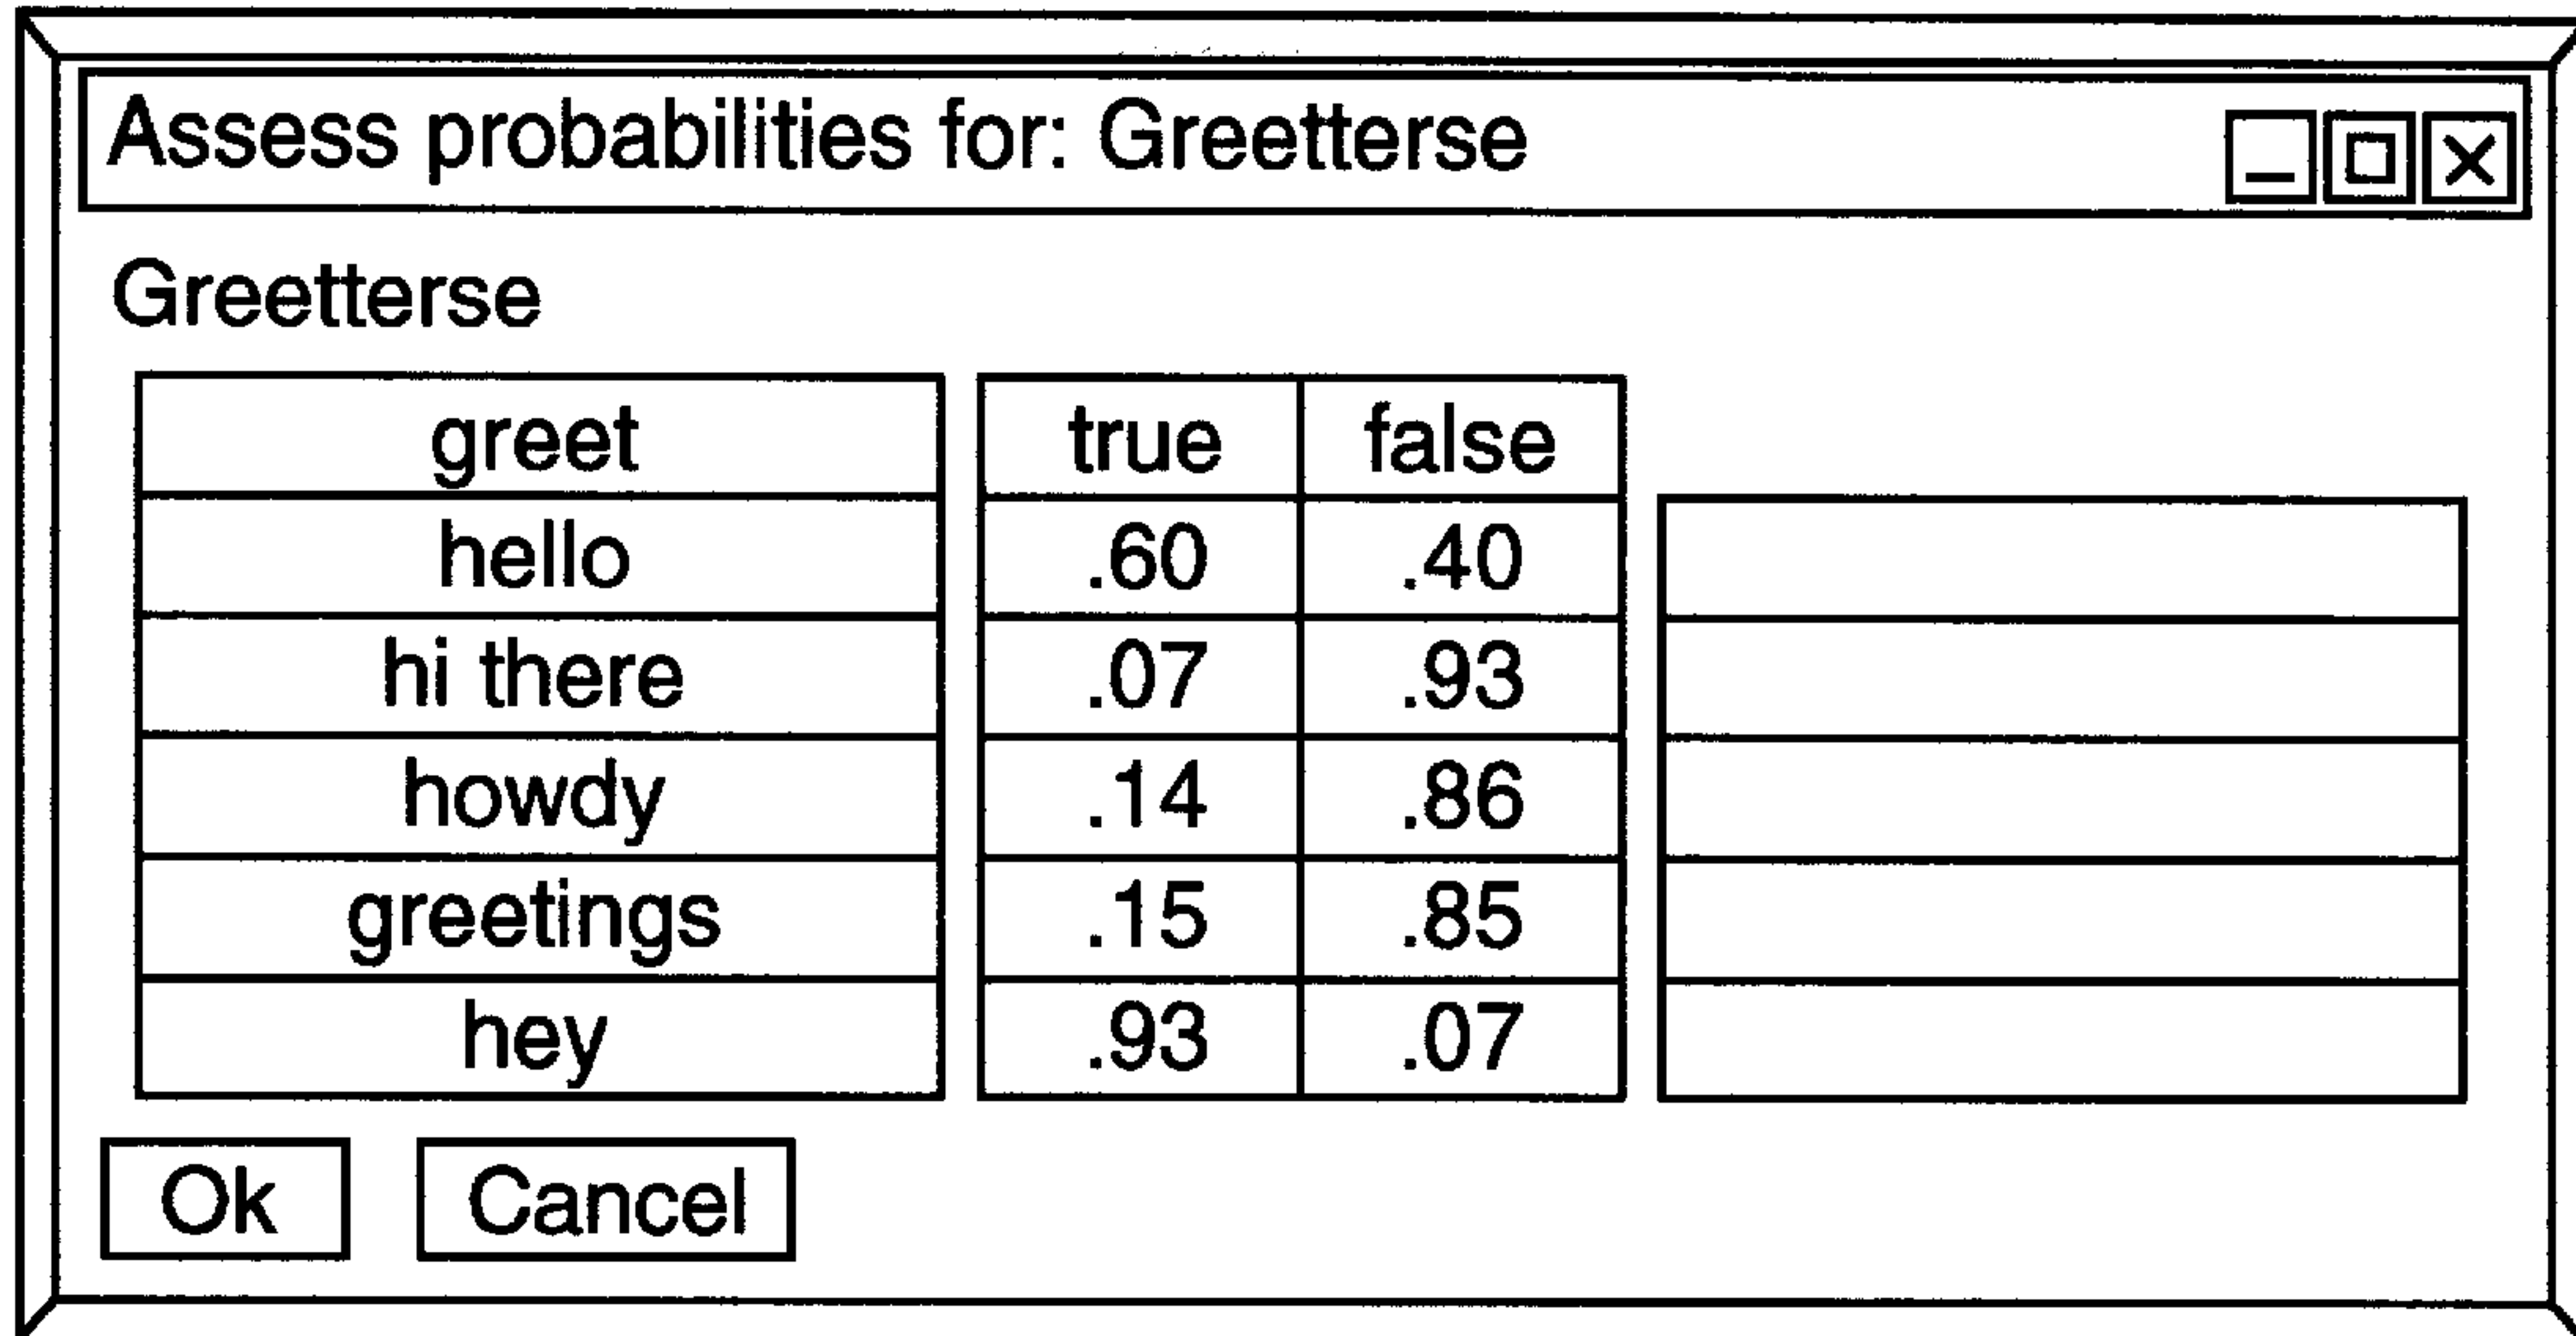 Assess probabilities for: Greetterse
Greetterse
greet true false
hello .60 .40
hi there .07 .93
howdy .14 .86
greetings .15 .85
hey .93 .07
Ok Cancel